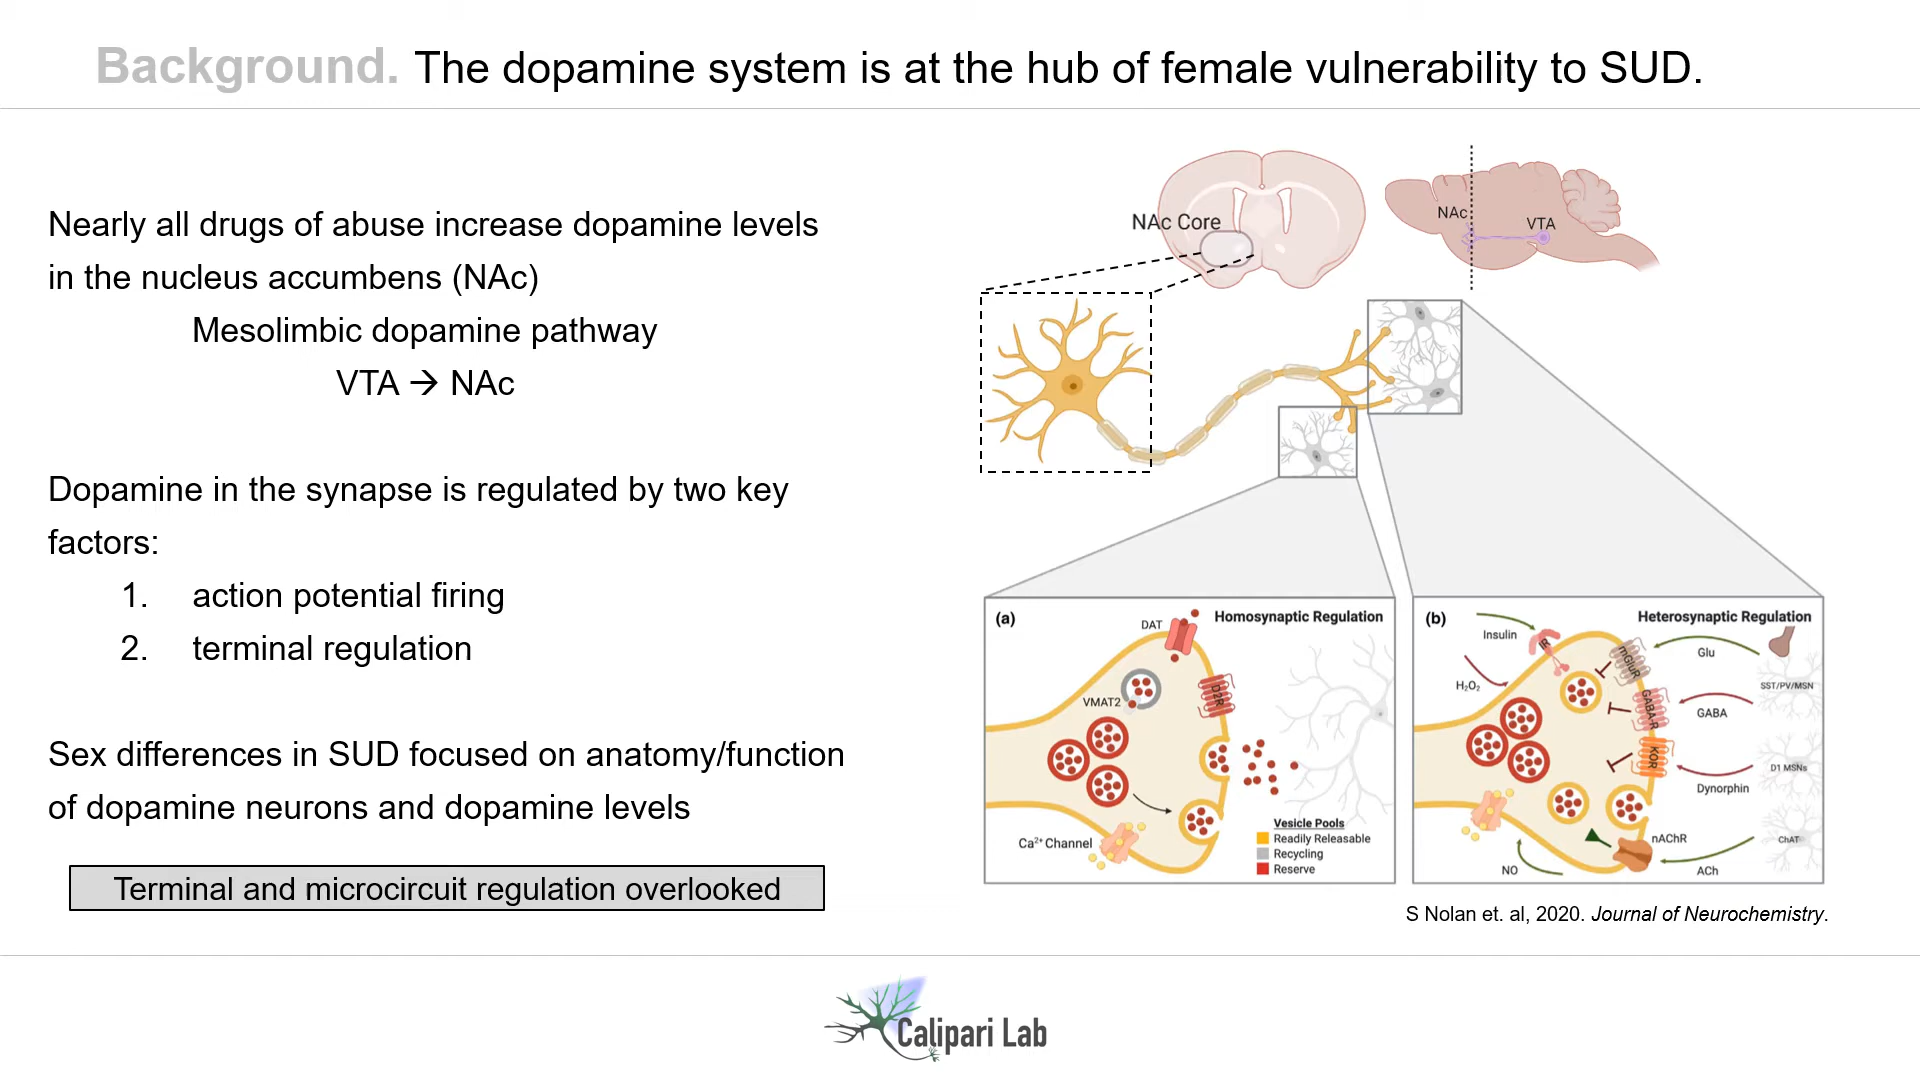 Background. The dopamine system is at the hub of female vulnerability to SUD.
Nearly all drugs of abuse increase dopamine levels
in the nucleus accumbens (NAc)
Mesolimbic dopamine pathway
VTA → NAc
Dopamine in the synapse is regulated by two key
factors:
1. action potential firing
2. terminal regulation
Sex differences in SUD focused on anatomy/function
of dopamine neurons and dopamine levels
Terminal and microcircuit regulation overlooked
NAc Core
NAc
VTA
(a)
Homosynaptic Regulation
DAT
D2R
VMAT2
Ca²⁺ Channel
Vesicle Pools
Readily Releasable
Recycling
Reserve
(b)
Heterosynaptic Regulation
Insulin
IR
mGluR
Glu
H₂O₂
SST/PV/MSN
GABA-R
GABA
KOR
D1 MSNs
Dynorphin
nAChR
ChAT
NO
ACh
S Nolan et. al, 2020. Journal of Neurochemistry.
Calipari Lab